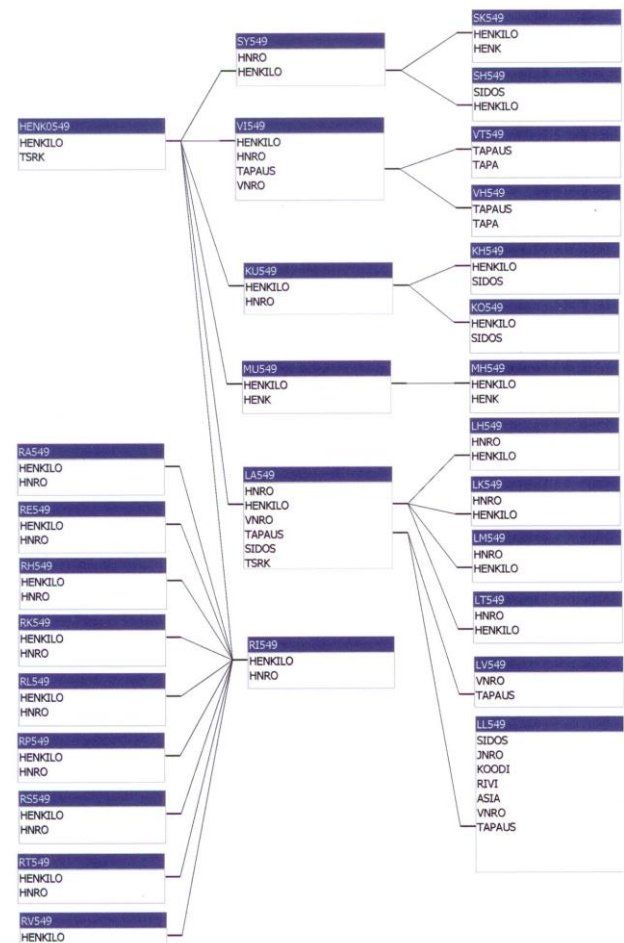 HENK0549
HENKILO
TSRK
SY549
HNRO
HENKILO
VI549
HENKILO
HNRO
TAPAUS
VNRO
KU549
HENKILO
HNRO
MU549
HENKILO
HENK
LA549
HNRO
HENKILO
VNRO
TAPAUS
SIDOS
TSRK
RI549
HENKILO
HNRO
SK549
HENKILO
HENK
SH549
SIDOS
HENKILO
VT549
TAPAUS
TAPA
VH549
TAPAUS
TAPA
KH549
HENKILO
SIDOS
KO549
HENKILO
SIDOS
MH549
HENKILO
HENK
LH549
HNRO
HENKILO
LK549
HNRO
HENKILO
LM549
HNRO
HENKILO
LT549
HNRO
HENKILO
LV549
VNRO
TAPAUS
LL549
SIDOS
JNRO
KOODI
RIVI
ASIA
VNRO
TAPAUS
RA549
HENKILO
HNRO
RE549
HENKILO
HNRO
RH549
HENKILO
HNRO
RK549
HENKILO
HNRO
RL549
HENKILO
HNRO
RP549
HENKILO
HNRO
RS549
HENKILO
HNRO
RT549
HENKILO
HNRO
RV549
HENKILO